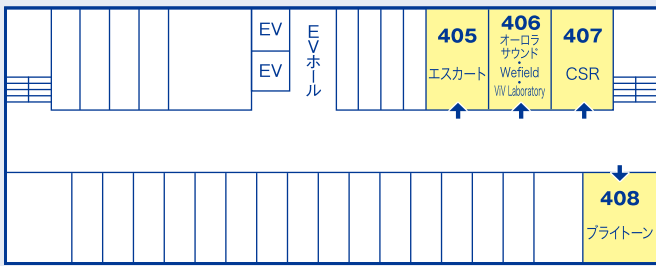 EV
EV
EVホール
405
エスカート
406
オーロラ
サウンド
・
Wefield
・
ViV Laboratory
407
CSR
408
ブライトーン